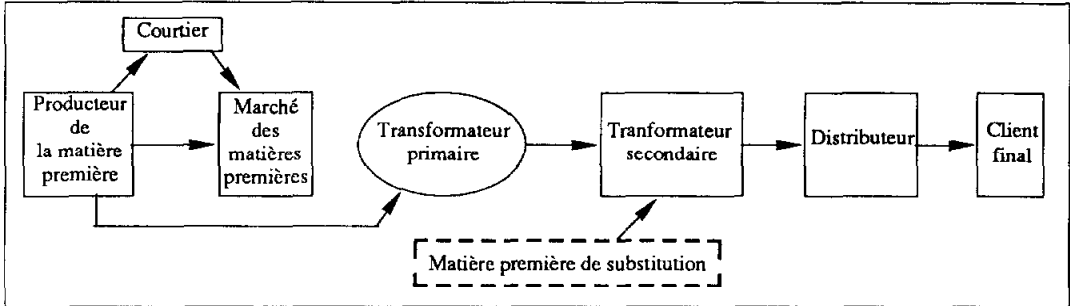 Courtier
Producteur
de
la matière
première
Marché
des
matières
premières
Transformateur
primaire
Tranformateur
secondaire
Distributeur
Client
final
Matière première de substitution